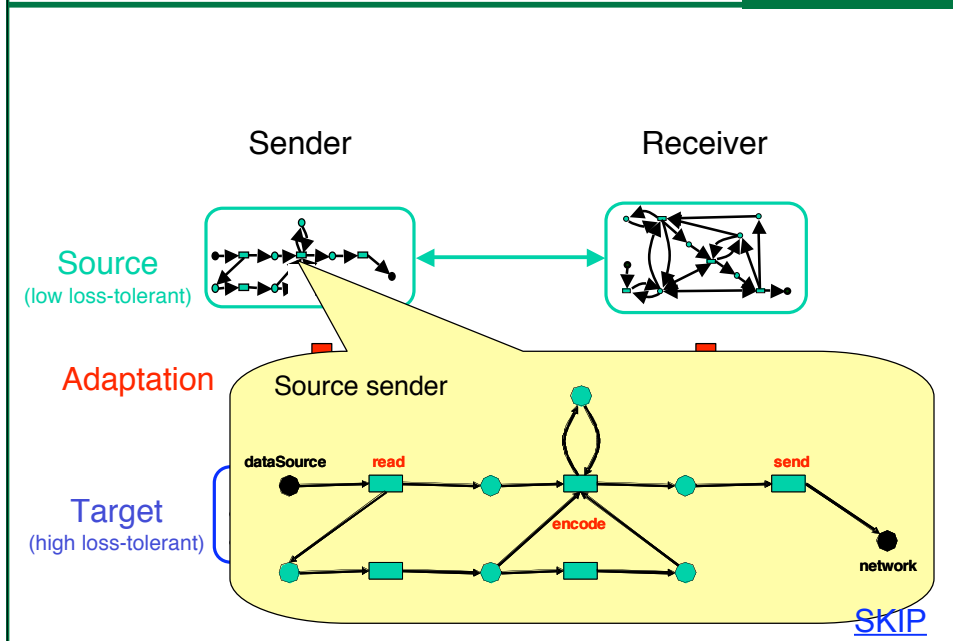 Sender
Receiver
Source
(low loss-tolerant)
Adaptation
Source sender
dataSource
read
send
encode
Target
(high loss-tolerant)
network
SKIP